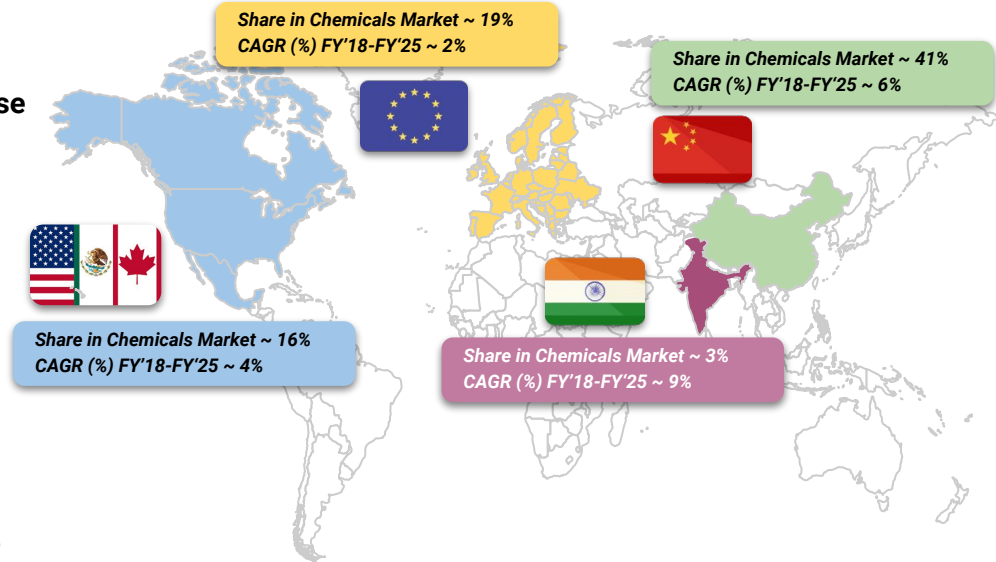 Share in Chemicals Market ~ 19%
CAGR (%) FY'18-FY'25 ~ 2%
Share in Chemicals Market ~ 41%
CAGR (%) FY'18-FY'25 ~ 6%
se
Share in Chemicals Market ~ 16%
CAGR (%) FY'18-FY'25 ~ 4%
Share in Chemicals Market ~ 3%
CAGR (%) FY'18-FY'25 ~ 9%